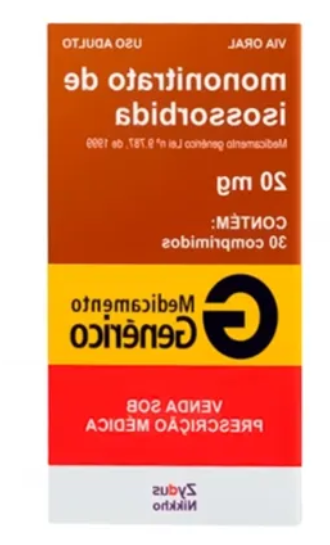 VIA ORAL USO ADULTO
mononitrato de
isossorbida
Medicamento genérico Lei nº 9.787, de 1999
20 mg
CONTÉM:
30 comprimidos
G Medicamento
Genérico
VENDA SOB
PRESCRIÇÃO MÉDICA
Zydus
Nikkho